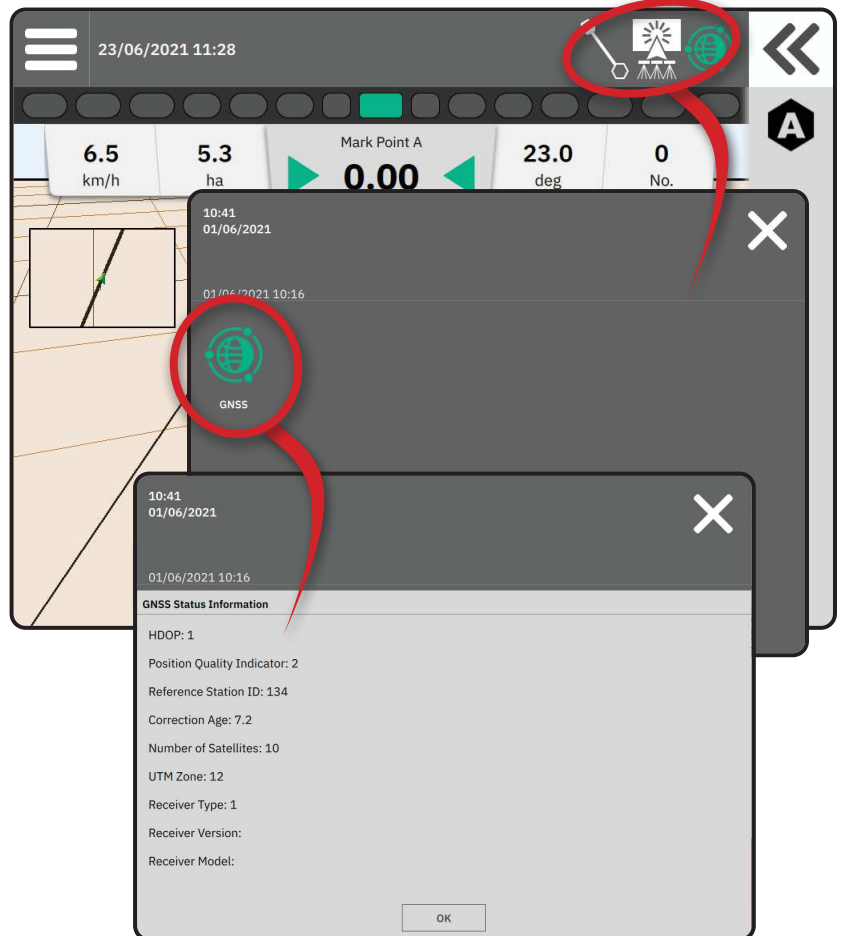 23/06/2021 11:28
A
6.5
km/h
5.3
ha
Mark Point A
0.00
23.0
deg
0
No.
10:41
01/06/2021
01/06/2021 10:16
GNSS
10:41
01/06/2021
01/06/2021 10:16
GNSS Status Information
HDOP: 1
Position Quality Indicator: 2
Reference Station ID: 134
Correction Age: 7.2
Number of Satellites: 10
UTM Zone: 12
Receiver Type: 1
Receiver Version:
Receiver Model:
OK